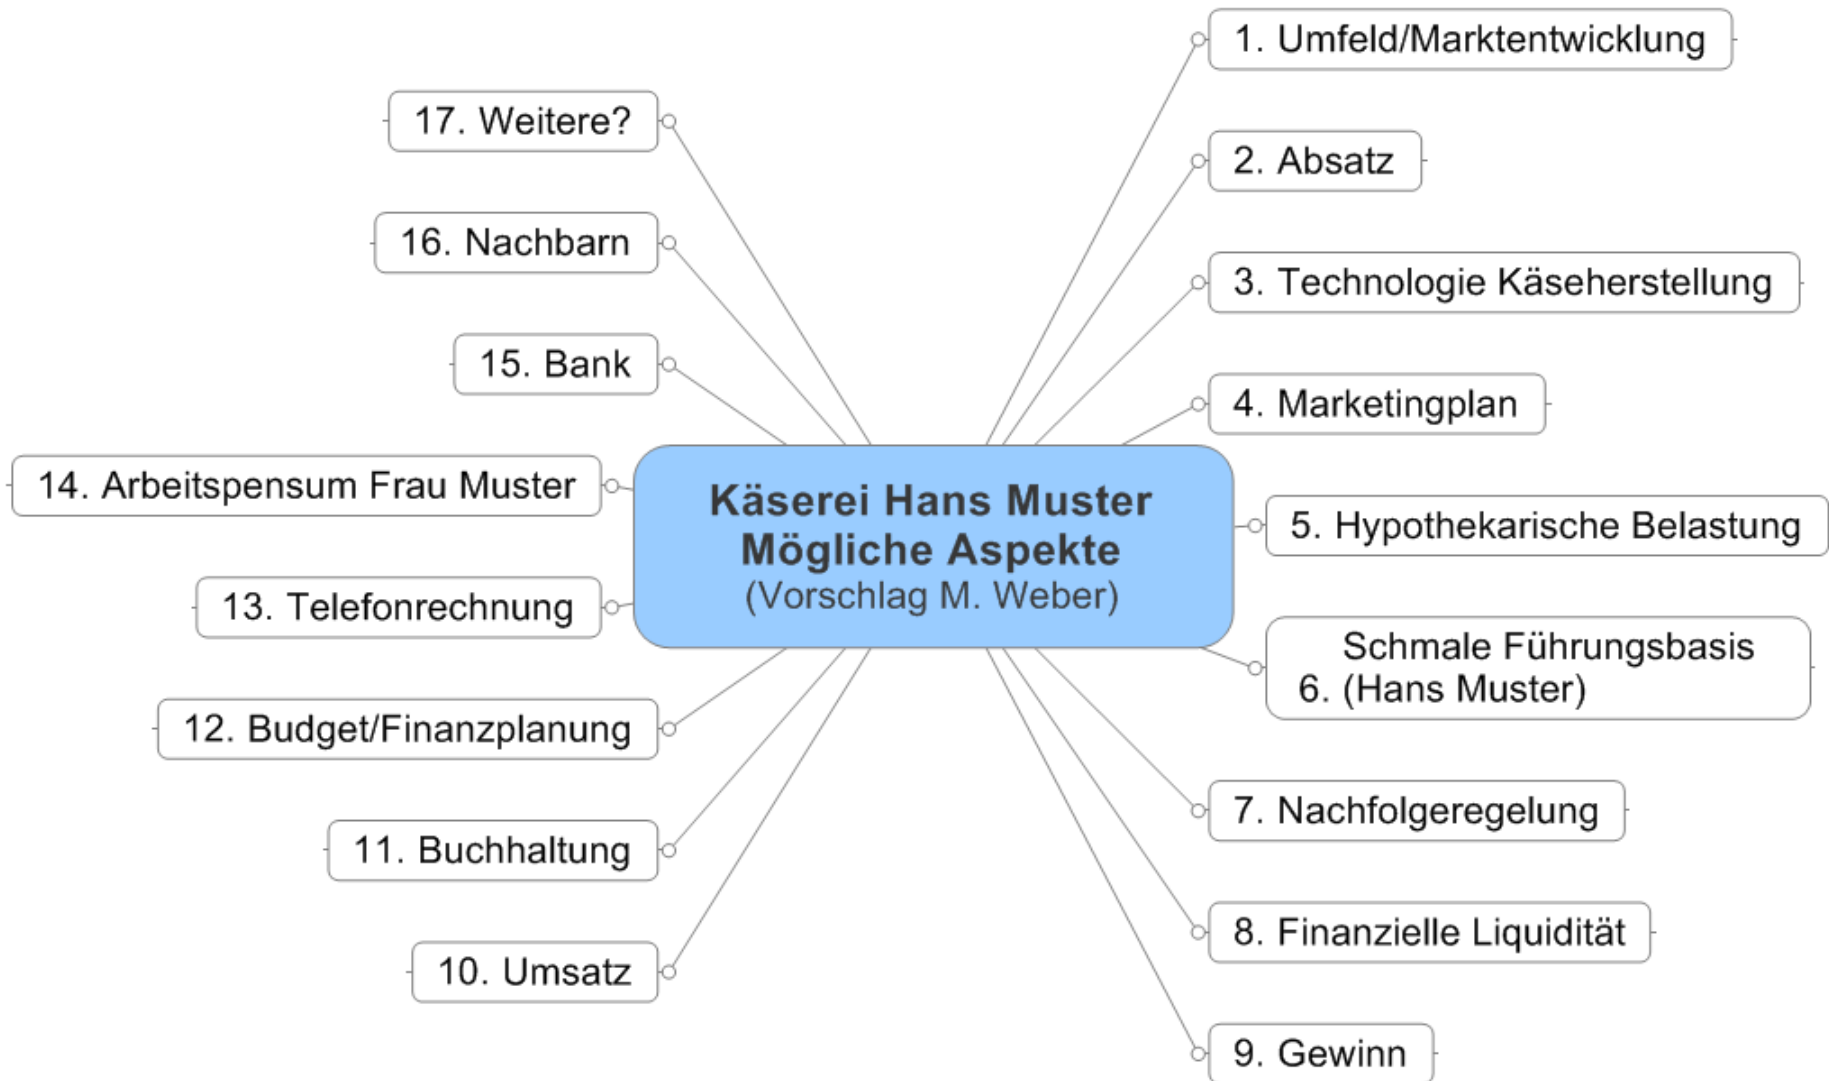 Käserei Hans Muster
Mögliche Aspekte
(Vorschlag M. Weber)
1. Umfeld/Marktentwicklung
2. Absatz
3. Technologie Käseherstellung
4. Marketingplan
5. Hypothekarische Belastung
Schmale Führungsbasis
6. (Hans Muster)
7. Nachfolgeregelung
8. Finanzielle Liquidität
9. Gewinn
10. Umsatz
11. Buchhaltung
12. Budget/Finanzplanung
13. Telefonrechnung
14. Arbeitspensum Frau Muster
15. Bank
16. Nachbarn
17. Weitere?